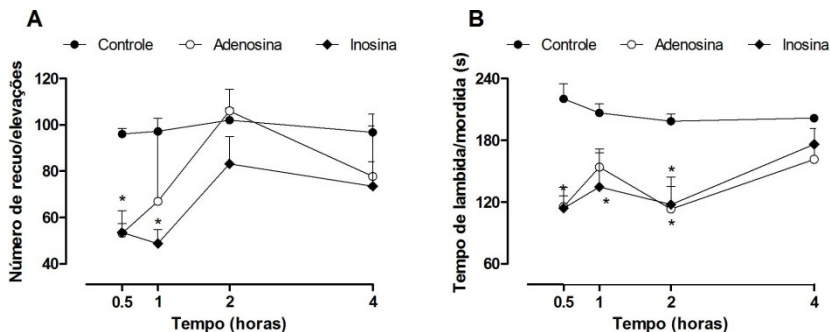 A
Controle Adenosina Inosina
Número de recuo/elevações
120
100
80
60
40
*
*
0.5 1 2 4
Tempo (horas)
B
Controle Adenosina Inosina
Tempo de lambida/mordida (s)
240
180
120
60
*
*
*
*
0.5 1 2 4
Tempo (horas)